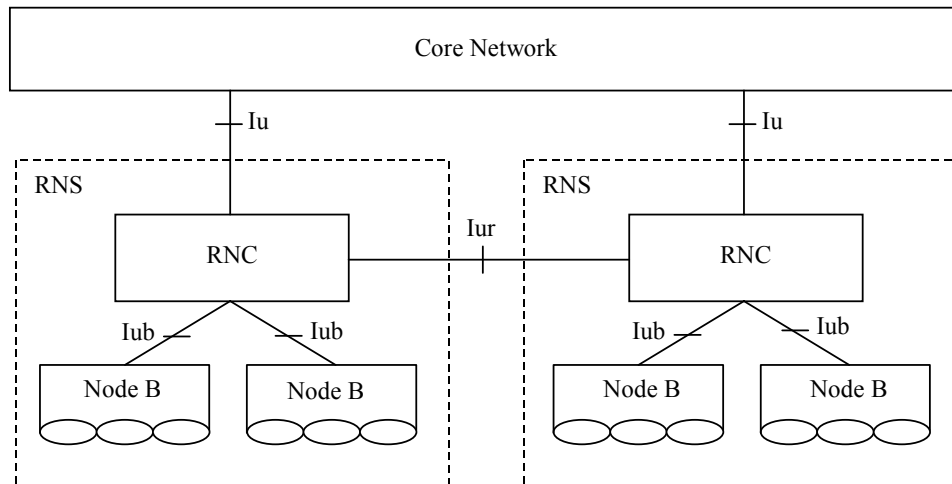 Core Network
Iu
Iu
RNS
RNS
Iur
RNC
RNC
Iub
Iub
Iub
Iub
Node B
Node B
Node B
Node B